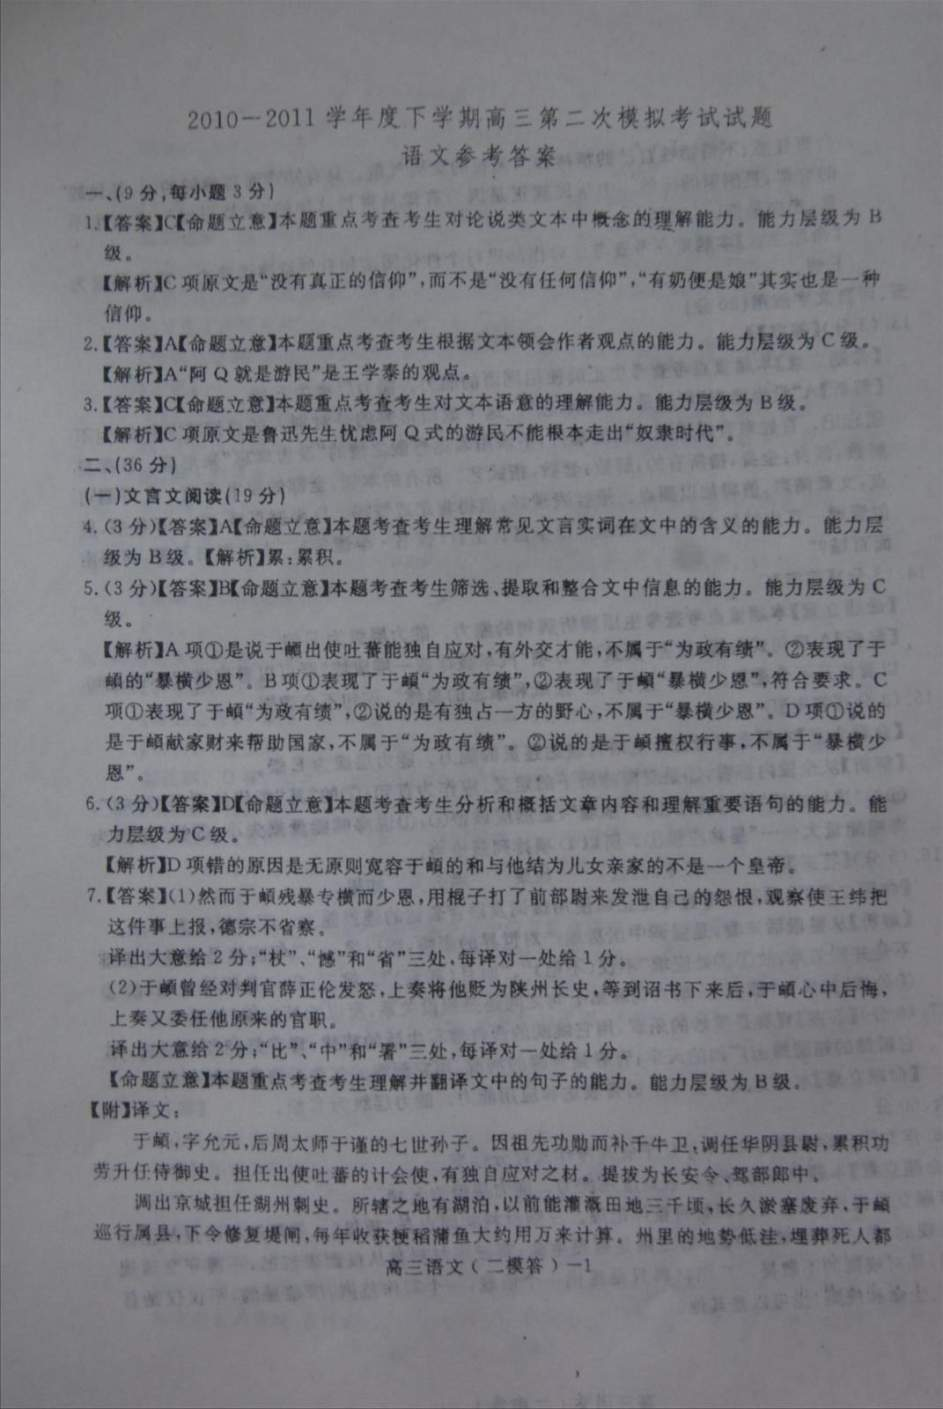 2010－2011 学年度下学期高三第二次模拟考试试题
语文参考答案
一、(9 分,每小题 3 分)
1.【答案】C【命题立意】本题重点考查考生对论说类文本中概念的理解能力。能力层级为 B
级。
【解析】C 项原文是“没有真正的信仰”,而不是“没有任何信仰”,“有奶便是娘”其实也是一种
信仰。
2.【答案】A【命题立意】本题重点考查考生根据文本领会作者观点的能力。能力层级为 C 级。
【解析】A“阿 Q 就是游民”是王学泰的观点。
3.【答案】C【命题立意】本题重点考查考生对文本语意的理解能力。能力层级为 B 级。
【解析】C 项原文是鲁迅先生忧虑阿 Q 式的游民不能根本走出“奴隶时代”。
二、(36 分)
(一)文言文阅读(19 分)
4.(3 分)【答案】A【命题立意】本题考查考生理解常见文言实词在文中的含义的能力。能力层
级为 B 级。【解析】累:累积。
5.(3 分)【答案】B【命题立意】本题考查考生筛选、提取和整合文中信息的能力。能力层级为 C
级。
【解析】A 项①是说于頔出使吐蕃能独自应对,有外交才能,不属于“为政有绩”。②表现了于
頔的“暴横少恩”。B 项①表现了于頔“为政有绩”,②表现了于頔“暴横少恩”,符合要求。C
项①表现了于頔“为政有绩”,②说的是有独占一方的野心,不属于“暴横少恩”。D 项①说的
是于頔献家财来帮助国家,不属于“为政有绩”。②说的是于頔擅权行事,不属于“暴横少
恩”。
6.(3 分)【答案】D【命题立意】本题考查考生分析和概括文章内容和理解重要语句的能力。能
力层级为 C 级。
【解析】D 项错的原因是无原则宽容于頔的和与他结为儿女亲家的不是一个皇帝。
7.【答案】(1)然而于頔残暴专横而少恩,用棍子打了前部尉来发泄自己的怨恨,观察使王纬把
这件事上报,德宗不省察。
译出大意给 2 分;“杖”、“憾”和“省”三处,每译对一处给 1 分。
(2)于頔曾经对判官薛正伦发怒,上奏将他贬为陕州长史,等到诏书下来后,于頔心中后悔,
上奏又委任他原来的官职。
译出大意给 2 分;“比”、“中”和“署”三处,每译对一处给 1 分。
【命题立意】本题重点考查考生理解并翻译文中的句子的能力。能力层级为 B 级。
【附】译文:
于頔,字允元,后周太师于谨的七世孙子。因祖先功勋而补千牛卫,调任华阴县尉,累积功
劳升任侍御史。担任出使吐蕃的计会使,有独自应对之材。提拔为长安令、驾部郎中。
调出京城担任湖州刺史。所辖之地有湖泊,以前能灌溉田地三千顷,长久淤塞废弃,于頔
巡行属县,下令修复堤闸,每年收获粳稻蒲鱼大约用万来计算。州里的地势低洼,埋葬死人都
高三语文(二模答)－1